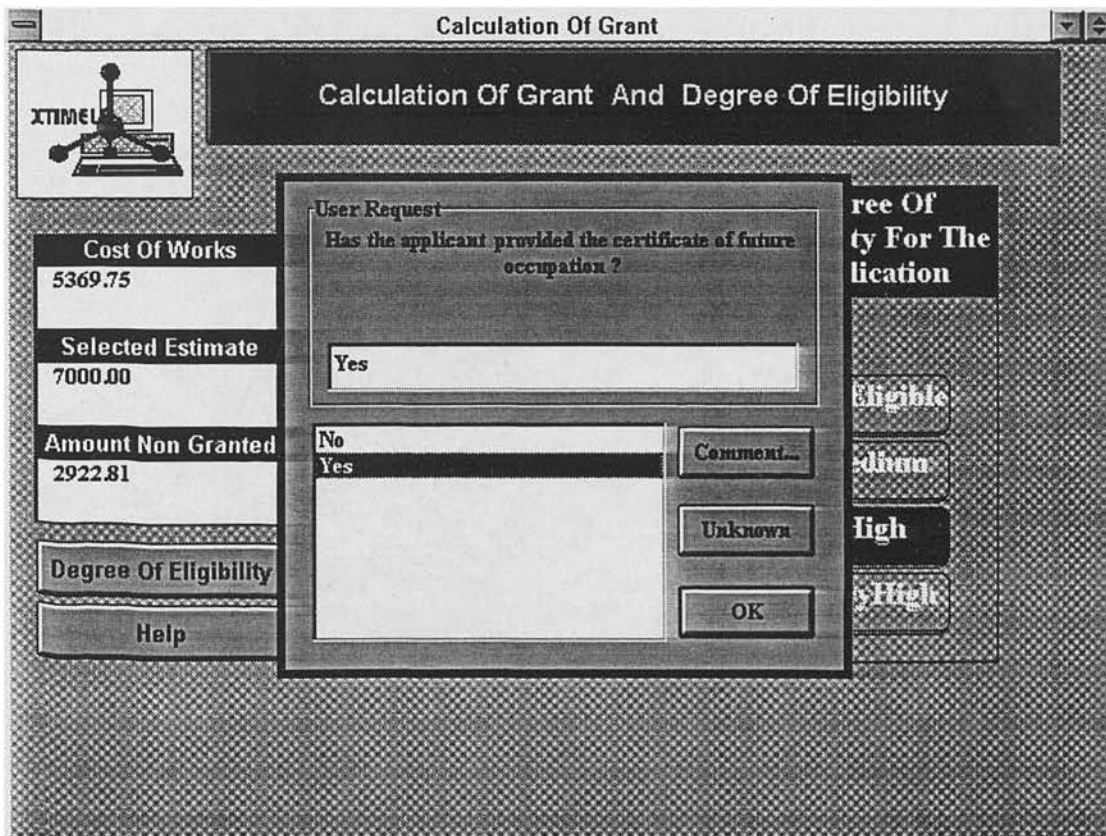 Calculation Of Grant
XTIMEL
Calculation Of Grant And Degree Of Eligibility
Cost Of Works
5369.75
Selected Estimate
7000.00
Amount Non Granted
2922.81
Degree Of Eligibility
Help
User Request
Has the applicant provided the certificate of future
occupation ?
Yes
No
Yes
Comment...
Unknown
OK
ree Of
ty For The
lication
Eligible
edium
High
yHigh